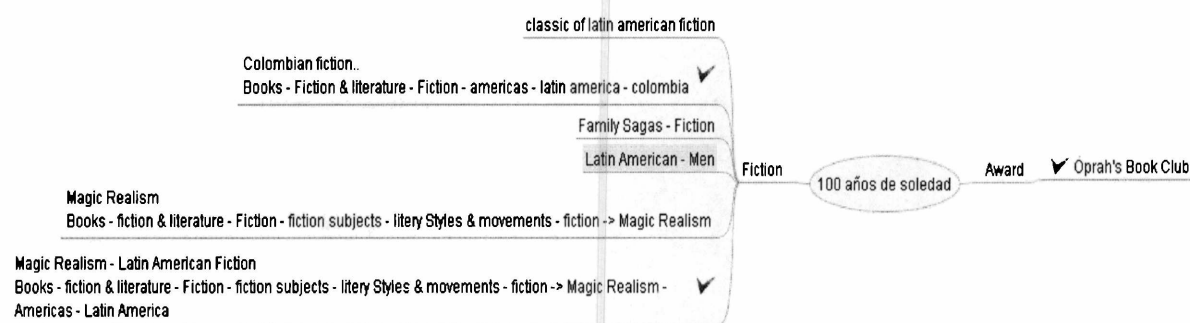 classic of latin american fiction
Colombian fiction..
Books - Fiction & literature - Fiction - americas - latin america - colombia
Family Sagas - Fiction
Latin American - Men
Fiction
100 años de soledad
Award
Oprah's Book Club
Magic Realism
Books - fiction & literature - Fiction - fiction subjects - litery Styles & movements - fiction -> Magic Realism
Magic Realism - Latin American Fiction
Books - fiction & literature - Fiction - fiction subjects - litery Styles & movements - fiction -> Magic Realism -
Americas - Latin America